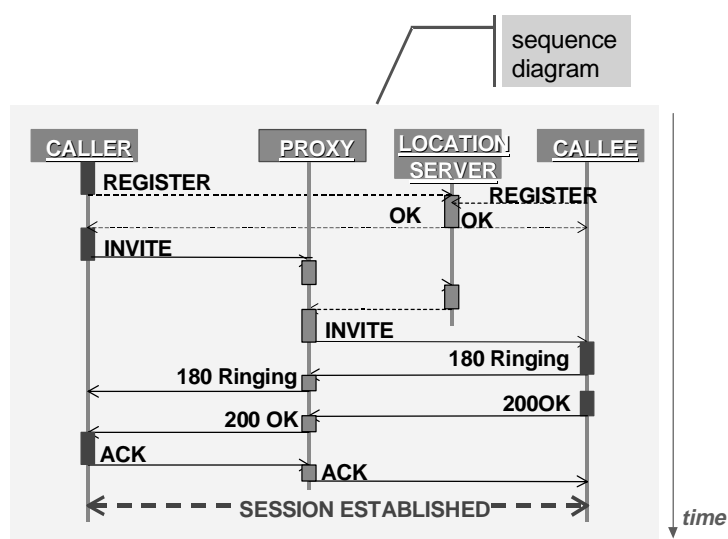 sequence
diagram
CALLER
PROXY
LOCATION
SERVER
CALLEE
REGISTER
REGISTER
OK
OK
INVITE
INVITE
180 Ringing
180 Ringing
200OK
200 OK
ACK
ACK
SESSION ESTABLISHED
time